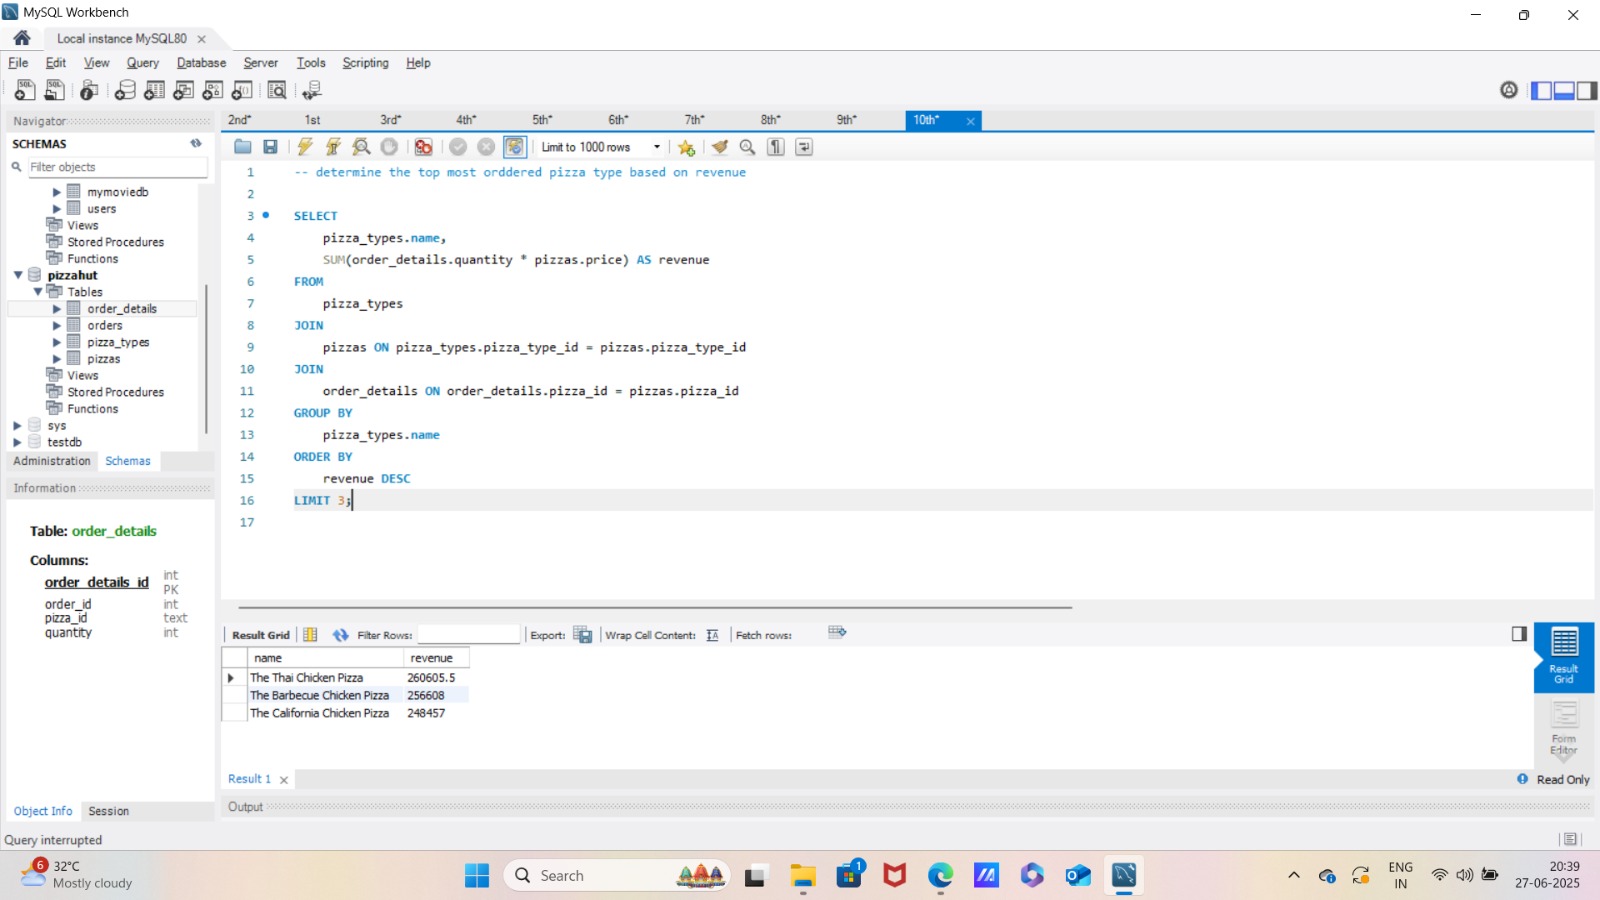 MySQL Workbench
Local instance MySQL80
File Edit View Query Database Server Tools Scripting Help
Navigator
SCHEMAS
Filter objects
mymoviedb
users
Views
Stored Procedures
Functions
pizzahut
Tables
order_details
orders
pizza_types
pizzas
Views
Stored Procedures
Functions
sys
testdb
Administration Schemas
Information
Table: order_details
Columns:
order_details_id int PK
order_id int
pizza_id text
quantity int
Object Info Session
Query interrupted
2nd* 1st 3rd* 4th* 5th* 6th* 7th* 8th* 9th* 10th*
Limit to 1000 rows
1 -- determine the top most orddered pizza type based on revenue
2
3 SELECT
4 pizza_types.name,
5 SUM(order_details.quantity * pizzas.price) AS revenue
6 FROM
7 pizza_types
8 JOIN
9 pizzas ON pizza_types.pizza_type_id = pizzas.pizza_type_id
10 JOIN
11 order_details ON order_details.pizza_id = pizzas.pizza_id
12 GROUP BY
13 pizza_types.name
14 ORDER BY
15 revenue DESC
16 LIMIT 3;
17
Result Grid Filter Rows: Export: Wrap Cell Content: Fetch rows:
name revenue
The Thai Chicken Pizza 260605.5
The Barbecue Chicken Pizza 256608
The California Chicken Pizza 248457
Result Grid
Form Editor
Result 1
Read Only
Output
6
32°C
Mostly cloudy
Search
1
ENG
IN
20:39
27-06-2025